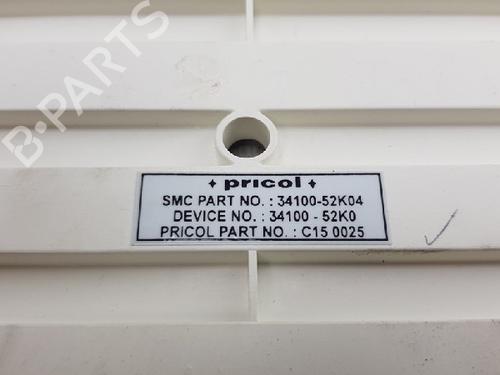 B-PARTS
✦ pricol ✦
SMC PART NO. : 34100-52K04
DEVICE NO. : 34100 - 52K0
PRICOL PART NO. : C15 0025